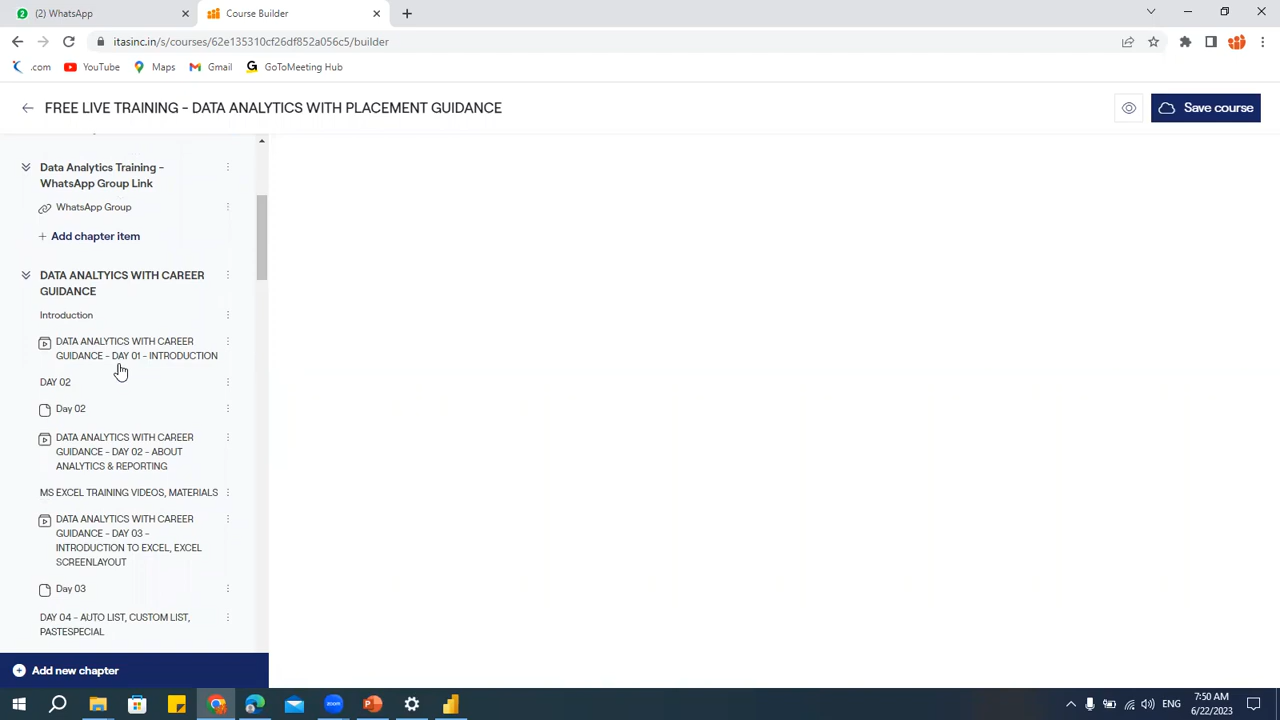 (2) WhatsApp
Course Builder
itasinc.in/s/courses/62e135310cf26df852a056c5/builder
.com
YouTube
Maps
Gmail
GoToMeeting Hub
FREE LIVE TRAINING - DATA ANALYTICS WITH PLACEMENT GUIDANCE
Save course
Data Analytics Training -
WhatsApp Group Link
WhatsApp Group
+ Add chapter item
DATA ANALTYICS WITH CAREER
GUIDANCE
Introduction
DATA ANALYTICS WITH CAREER
GUIDANCE - DAY 01 - INTRODUCTION
DAY 02
Day 02
DATA ANALYTICS WITH CAREER
GUIDANCE - DAY 02 - ABOUT
ANALYTICS & REPORTING
MS EXCEL TRAINING VIDEOS, MATERIALS
DATA ANALYTICS WITH CAREER
GUIDANCE - DAY 03 -
INTRODUCTION TO EXCEL, EXCEL
SCREENLAYOUT
Day 03
DAY 04 - AUTO LIST, CUSTOM LIST,
PASTESPECIAL
Add new chapter
zoom
ENG
7:50 AM
6/22/2023